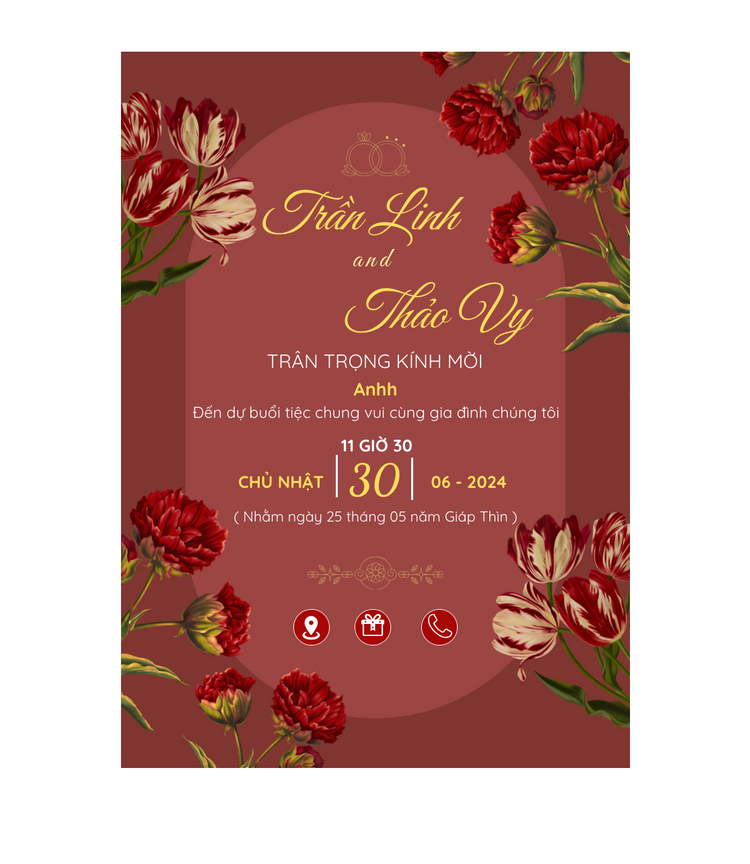 Trần Linh
and
Thảo Vy
TRÂN TRỌNG KÍNH MỜI
Anhh
Đến dự buổi tiệc chung vui cùng gia đình chúng tôi
11 GIỜ 30
CHỦ NHẬT 30 06 - 2024
( Nhằm ngày 25 tháng 05 năm Giáp Thìn )